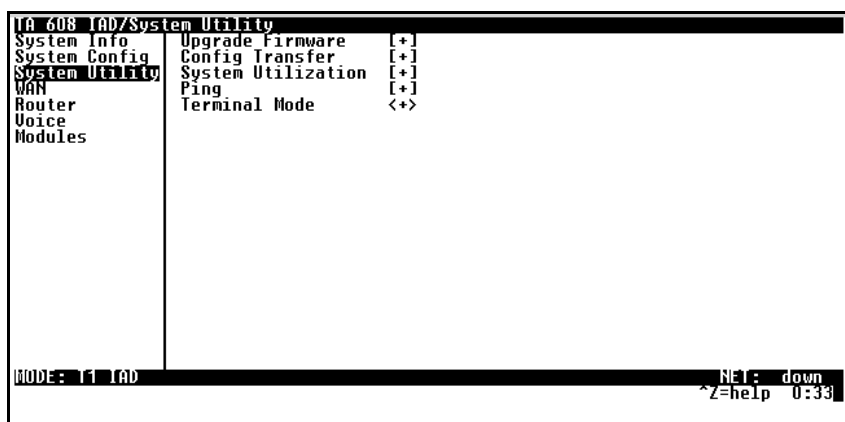 TA 608 IAD/System Utility
System Info
System Config
System Utility
WAN
Router
Voice
Modules
Upgrade Firmware [+]
Config Transfer [+]
System Utilization [+]
Ping [+]
Terminal Mode <+>
MODE: T1 IAD NET: down
^Z=help 0:33